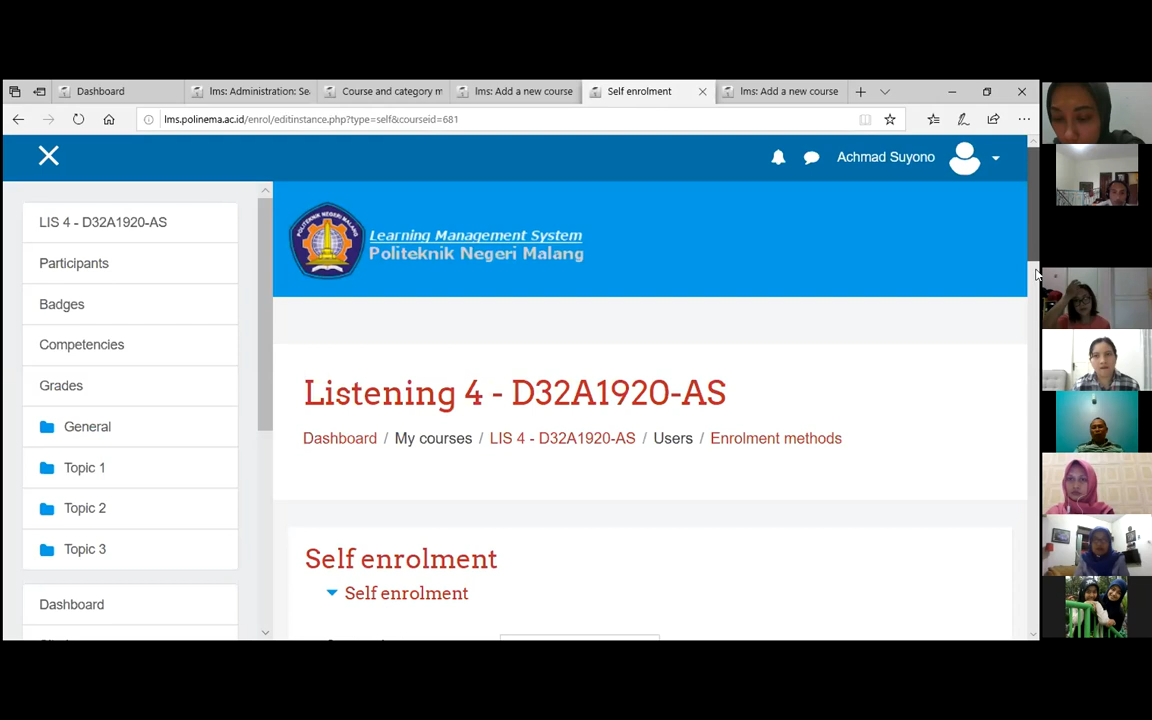 Dashboard
lms: Administration: Se
Course and category m
lms: Add a new course
Self enrolment
lms: Add a new course
lms.polinema.ac.id/enrol/editinstance.php?type=self&courseid=681
Achmad Suyono
LIS 4 - D32A1920-AS
Participants
Badges
Competencies
Grades
General
Topic 1
Topic 2
Topic 3
Dashboard
POLITEKNIK NEGERI MALANG
Learning Management System
Politeknik Negeri Malang
Listening 4 - D32A1920-AS
Dashboard / My courses / LIS 4 - D32A1920-AS / Users / Enrolment methods
Self enrolment
Self enrolment